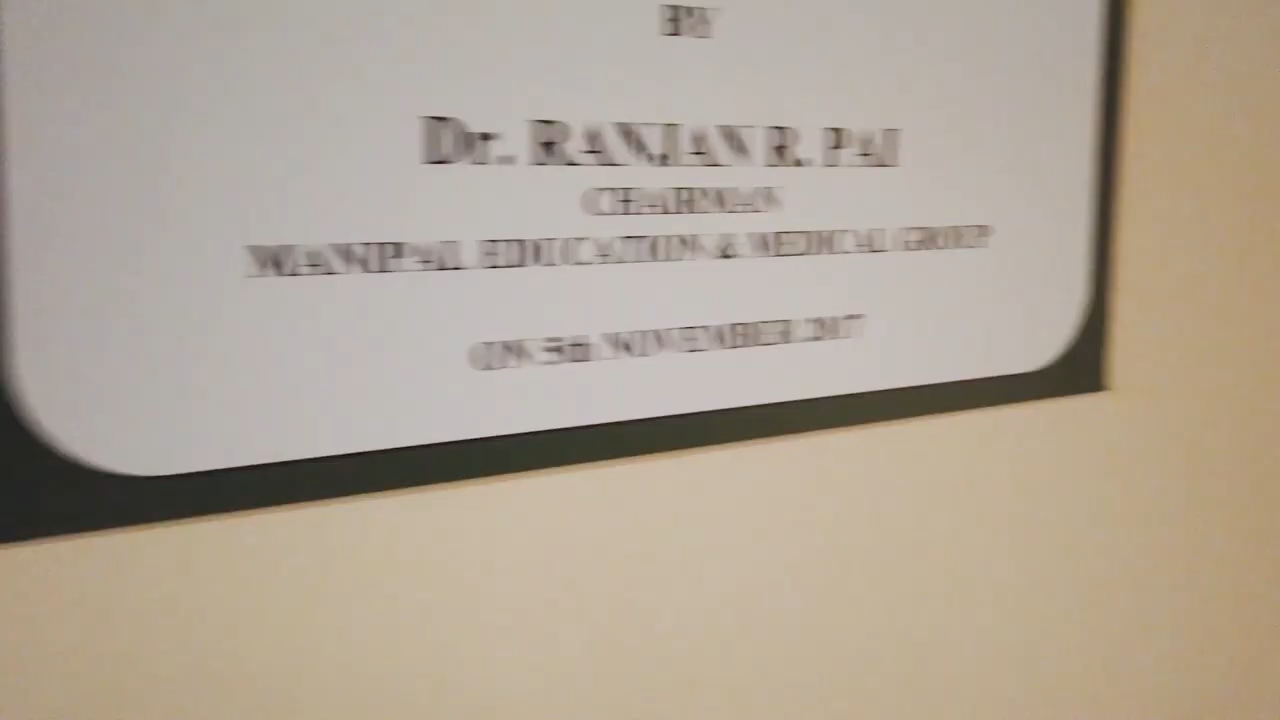 BY
Dr. RANJAN R. PAI
CHAIRMAN
MANIPAL EDUCATION & MEDICAL GROUP
ON 5th NOVEMBER 2017